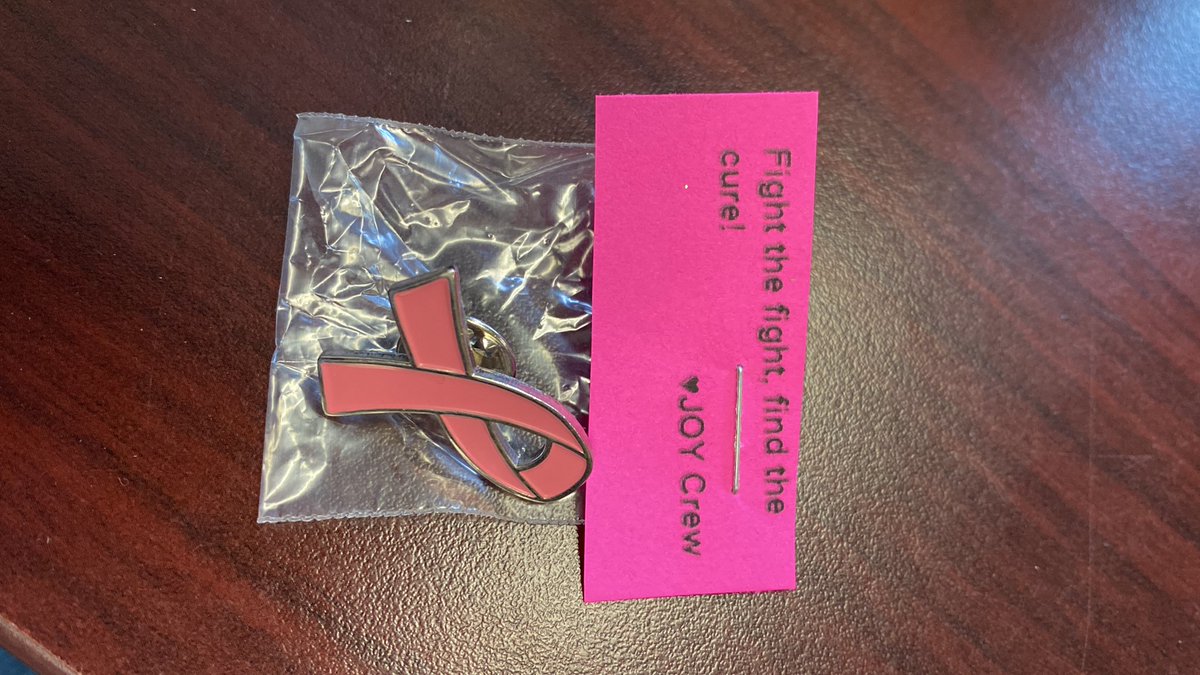 Fight the fight, find the
cure!
♥JOY Crew